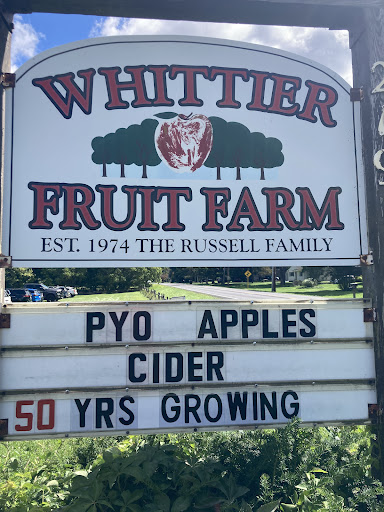 WHITTIER
FRUIT FARM
EST. 1974 THE RUSSELL FAMILY
PYO APPLES
CIDER
50 YRS GROWING